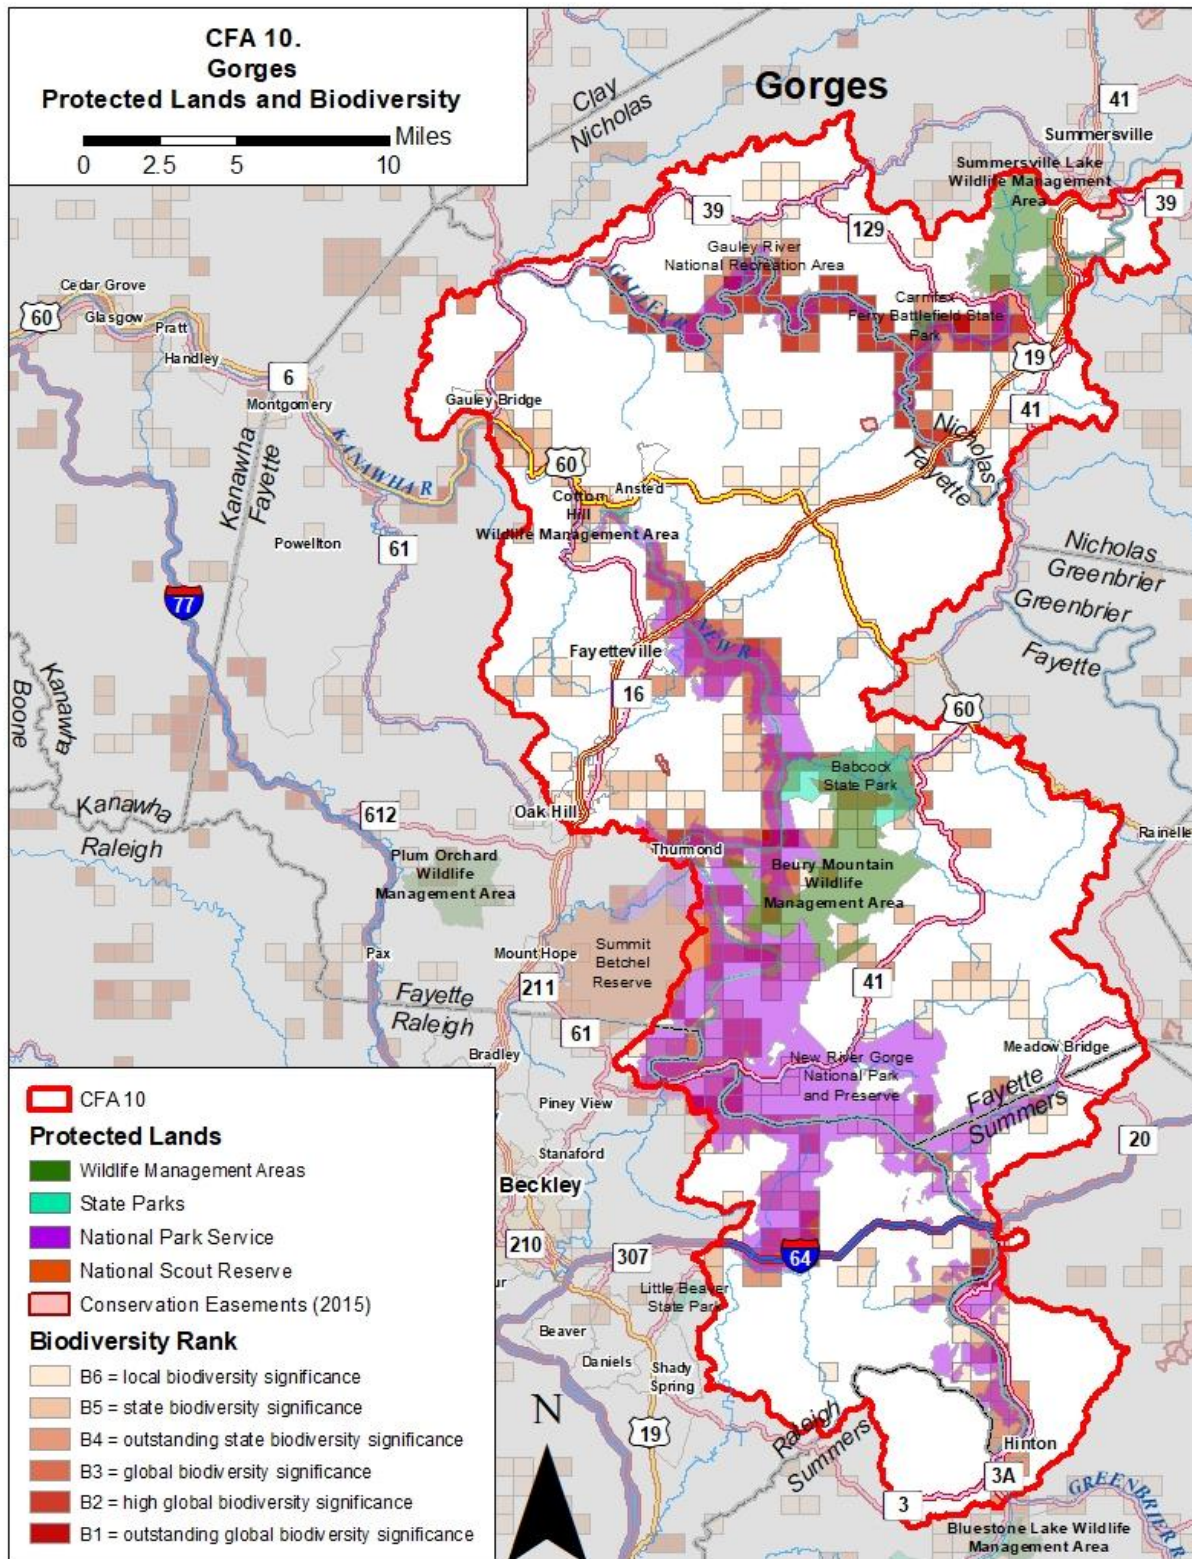 CFA 10.
Gorges
Protected Lands and Biodiversity
Miles
0 2.5 5 10
Gorges
Clay
Nicholas
41
Summersville
Summersville Lake
Wildlife Management
Area
39
39
129
Gauley River
National Recreation Area
GAULEY R
Carnifex
Ferry Battlefield State
Park
19
41
Cedar Grove
60
Glasgow
Pratt
Handley
6
Montgomery
Gauley Bridge
KANAWHA R
Kanawha
Fayette
60
Ansted
Cotton
Hill
Wildlife Management Area
Nicholas
Fayette
Powellton
61
77
Nicholas
Greenbrier
Greenbrier
Fayette
NEW R
Fayetteville
16
Kanawha
Boone
60
Babcock
State Park
Kanawha
Raleigh
612
Oak Hill
Rainelle
Thurmond
Plum Orchard
Wildlife
Management Area
Beury Mountain
Wildlife
Management Area
Pax
Mount Hope
Summit
Betchel
Reserve
211
41
Fayette
Raleigh
61
Bradley
New River Gorge
National Park
and Preserve
Meadow Bridge
Fayette
Summers
Piney View
20
Stanaford
Beckley
210
307
64
Little Beaver
State Park
Beaver
Daniels
Shady
Spring
19
Raleigh
Summers
Hinton
3A
3
GREENBRIER R
Bluestone Lake Wildlife
Management Area
N
CFA 10
Protected Lands
Wildlife Management Areas
State Parks
National Park Service
National Scout Reserve
Conservation Easements (2015)
Biodiversity Rank
B6 = local biodiversity significance
B5 = state biodiversity significance
B4 = outstanding state biodiversity significance
B3 = global biodiversity significance
B2 = high global biodiversity significance
B1 = outstanding global biodiversity significance